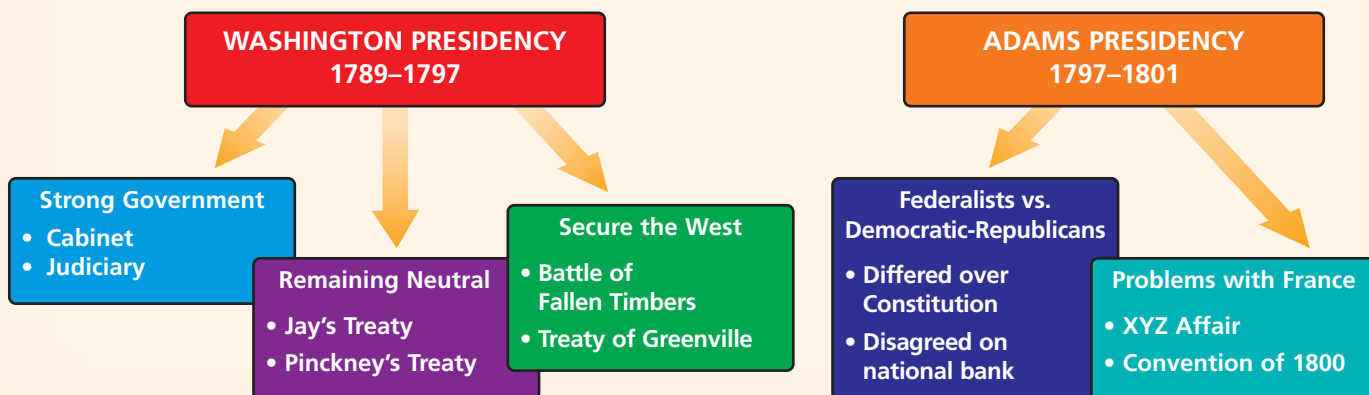 WASHINGTON PRESIDENCY
1789–1797
Strong Government
• Cabinet
• Judiciary
Remaining Neutral
• Jay's Treaty
• Pinckney's Treaty
Secure the West
• Battle of
Fallen Timbers
• Treaty of Greenville
ADAMS PRESIDENCY
1797–1801
Federalists vs.
Democratic-Republicans
• Differed over
Constitution
• Disagreed on
national bank
Problems with France
• XYZ Affair
• Convention of 1800